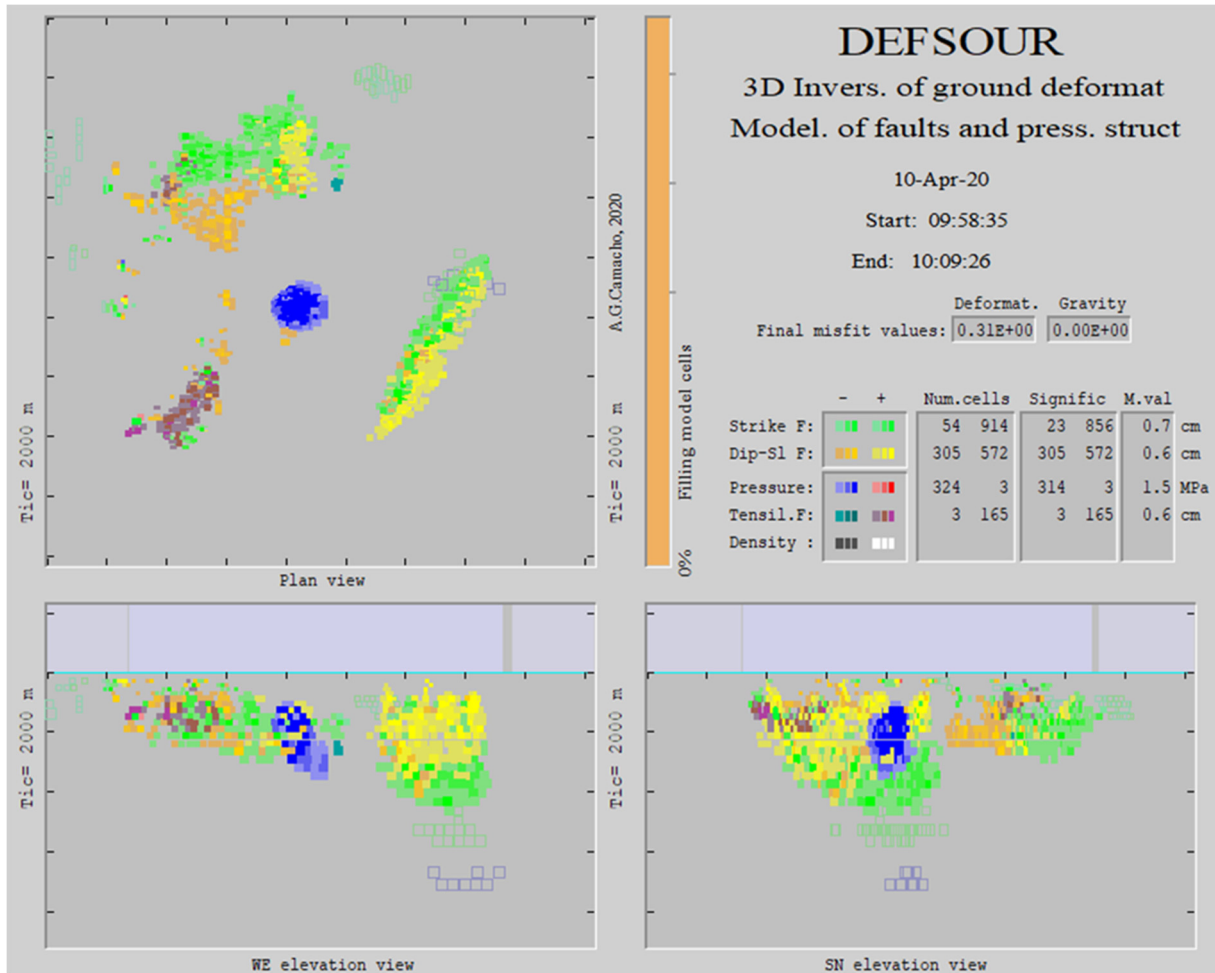 DEFSOUR
3D Invers. of ground deformat
Model. of faults and press. struct
10-Apr-20
Start: 09:58:35
End: 10:09:26
Deformat. Gravity
Final misfit values: 0.31E+00 0.00E+00
- + Num.cells Signific M.val
Strike F: 54 914 23 856 0.7 cm
Dip-Sl F: 305 572 305 572 0.6 cm
Pressure: 324 3 314 3 1.5 MPa
Tensil.F: 3 165 3 165 0.6 cm
Density :
Tic= 2000 m
Plan view
Tic= 2000 m
A.G.Camacho, 2020
0% Filling model cells
Tic= 2000 m
WE elevation view
Tic= 2000 m
SN elevation view